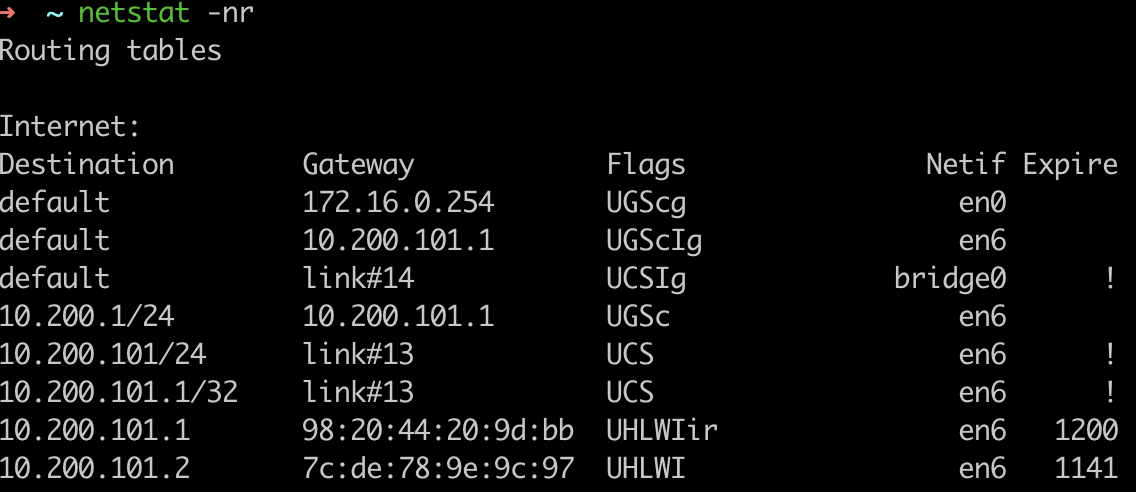 ➜  ~ netstat -nr
Routing tables

Internet:
Destination        Gateway            Flags               Netif Expire
default            172.16.0.254       UGScg                 en0
default            10.200.101.1       UGScIg                en6
default            link#14            UCSIg             bridge0      !
10.200.1/24        10.200.101.1       UGSc                  en6
10.200.101/24      link#13            UCS                   en6      !
10.200.101.1/32    link#13            UCS                   en6      !
10.200.101.1       98:20:44:20:9d:bb  UHLWIir               en6   1200
10.200.101.2       7c:de:78:9e:9c:97  UHLWI                 en6   1141